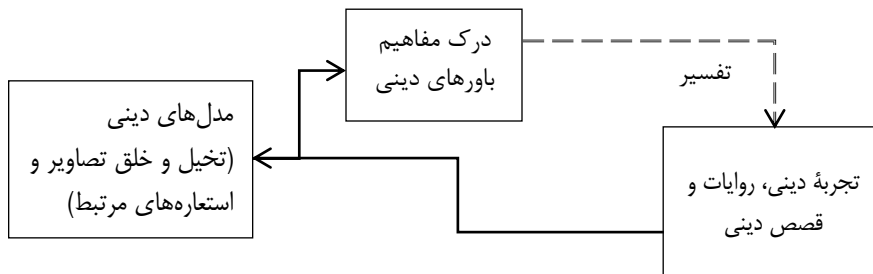 درک مفاهیم
باورهای دینی
تفسیر
مدل‌های دینی
(تخیل و خلق تصاویر و
استعاره‌های مرتبط)
تجربهٔ دینی، روایات و
قصص دینی